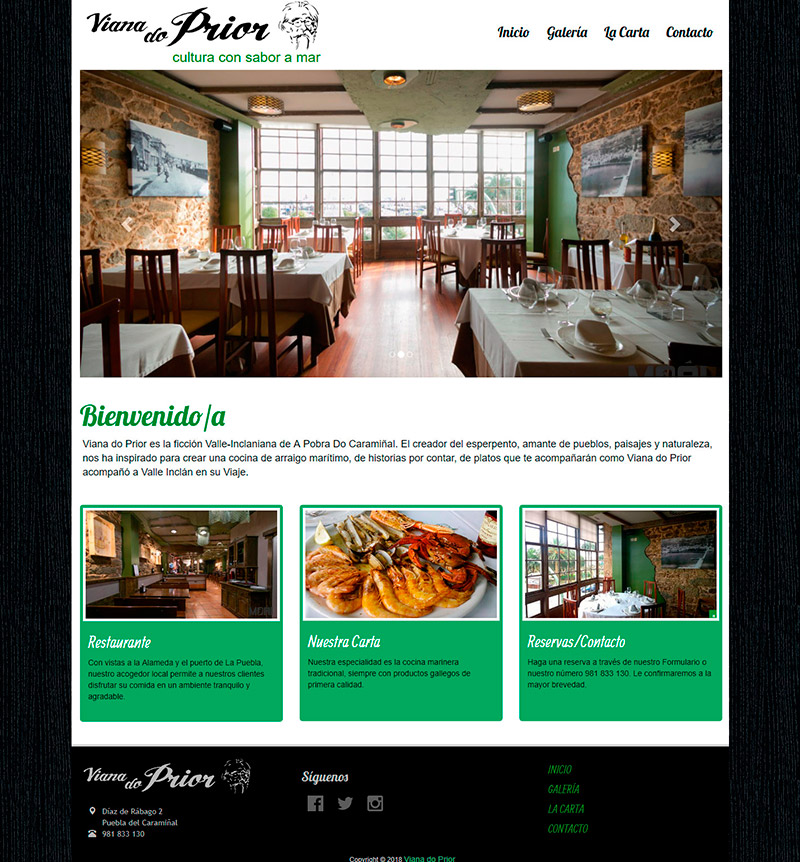 Viana do Prior
cultura con sabor a mar
Inicio Galería La Carta Contacto
Bienvenido/a
Viana do Prior es la ficción Valle-Inclaniana de A Pobra Do Caramiñal. El creador del esperpento, amante de pueblos, paisajes y naturaleza,
nos ha inspirado para crear una cocina de arraigo marítimo, de historias por contar, de platos que te acompañarán como Viana do Prior
acompañó a Valle Inclán en su Viaje.
Restaurante
Con vistas a la Alameda y el puerto de La Puebla,
nuestro acogedor local permite a nuestros clientes
disfrutar su comida en un ambiente tranquilo y
agradable.
Nuestra Carta
Nuestra especialidad es la cocina marinera
tradicional, siempre con productos gallegos de
primera calidad.
Reservas/Contacto
Haga una reserva a través de nuestro Formulario o
nuestro número 981 833 130. Le confirmaremos a la
mayor brevedad.
Viana do Prior
Díaz de Rábago 2
Puebla del Caramiñal
981 833 130
Síguenos
INICIO
GALERÍA
LA CARTA
CONTACTO
Copyright © 2018 Viana do Prior